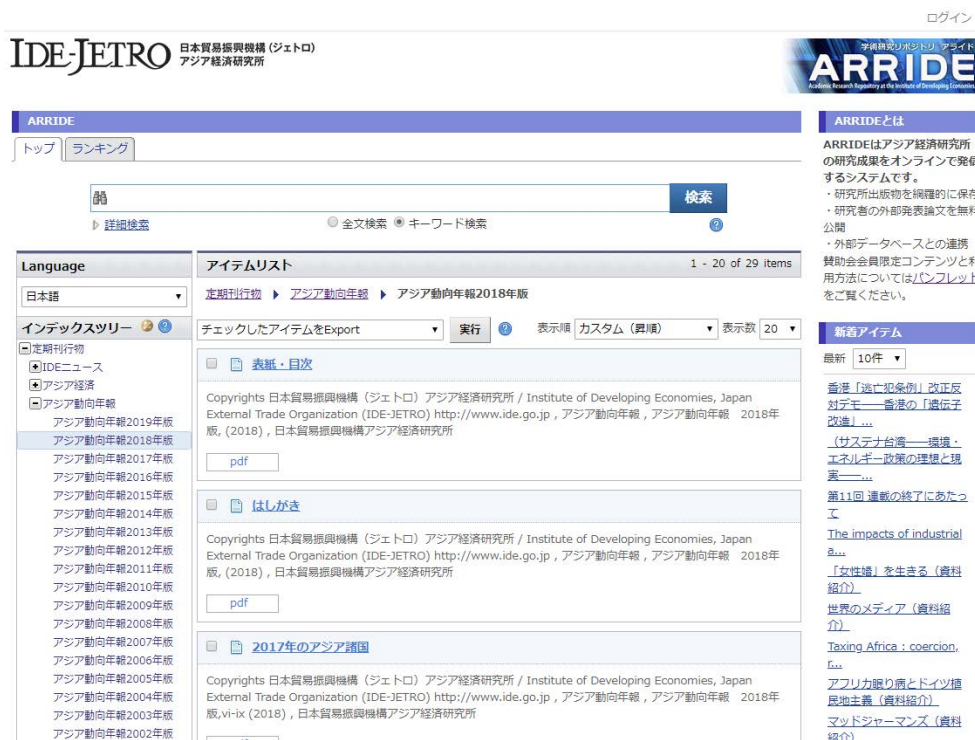 ログイン
IDE-JETRO 日本貿易振興機構 (ジェトロ)
アジア経済研究所
学術研究リポジトリ アライド
ARRIDE
Academic Research Repository at the Institute of Developing Economies
ARRIDE
トップ ランキング
検索
詳細検索
全文検索 キーワード検索
Language
日本語
インデックスツリー
定期刊行物
IDEニュース
アジア経済
アジア動向年報
アジア動向年報2019年版
アジア動向年報2018年版
アジア動向年報2017年版
アジア動向年報2016年版
アジア動向年報2015年版
アジア動向年報2014年版
アジア動向年報2013年版
アジア動向年報2012年版
アジア動向年報2011年版
アジア動向年報2010年版
アジア動向年報2009年版
アジア動向年報2008年版
アジア動向年報2007年版
アジア動向年報2006年版
アジア動向年報2005年版
アジア動向年報2004年版
アジア動向年報2003年版
アジア動向年報2002年版
アイテムリスト 1 - 20 of 29 items
定期刊行物 アジア動向年報 アジア動向年報2018年版
チェックしたアイテムをExport 実行 表示順 カスタム (昇順) 表示数 20
表紙・目次
Copyrights 日本貿易振興機構(ジェトロ)アジア経済研究所 / Institute of Developing Economies, Japan
External Trade Organization (IDE-JETRO) http://www.ide.go.jp , アジア動向年報 , アジア動向年報 2018年
版, (2018) , 日本貿易振興機構アジア経済研究所
pdf
はしがき
Copyrights 日本貿易振興機構(ジェトロ)アジア経済研究所 / Institute of Developing Economies, Japan
External Trade Organization (IDE-JETRO) http://www.ide.go.jp , アジア動向年報 , アジア動向年報 2018年
版, (2018) , 日本貿易振興機構アジア経済研究所
pdf
2017年のアジア諸国
Copyrights 日本貿易振興機構(ジェトロ)アジア経済研究所 / Institute of Developing Economies, Japan
External Trade Organization (IDE-JETRO) http://www.ide.go.jp , アジア動向年報 , アジア動向年報 2018年
版,vi-ix (2018) , 日本貿易振興機構アジア経済研究所
ARRIDEとは
ARRIDEはアジア経済研究所
の研究成果をオンラインで発信
するシステムです。
・研究所出版物を網羅的に保存
・研究者の外部発表論文を無料
公開
・外部データベースとの連携
賛助会会員限定コンテンツと利
用方法についてはパンフレット
をご覧ください。
新着アイテム
最新 10件
香港「逃亡犯条例」改正反
対デモ――香港の「遺伝子
改造」...
(サステナ台湾――環境・
エネルギー政策の理想と現
実――...
第11回 連載の終了にあたっ
て
The impacts of industrial
a...
「女性婚」を生きる(資料
紹介)
世界のメディア(資料紹
介)
Taxing Africa : coercion,
r...
アフリカ眠り病とドイツ植
民地主義(資料紹介)
マッドジャーマンズ(資料
紹介)